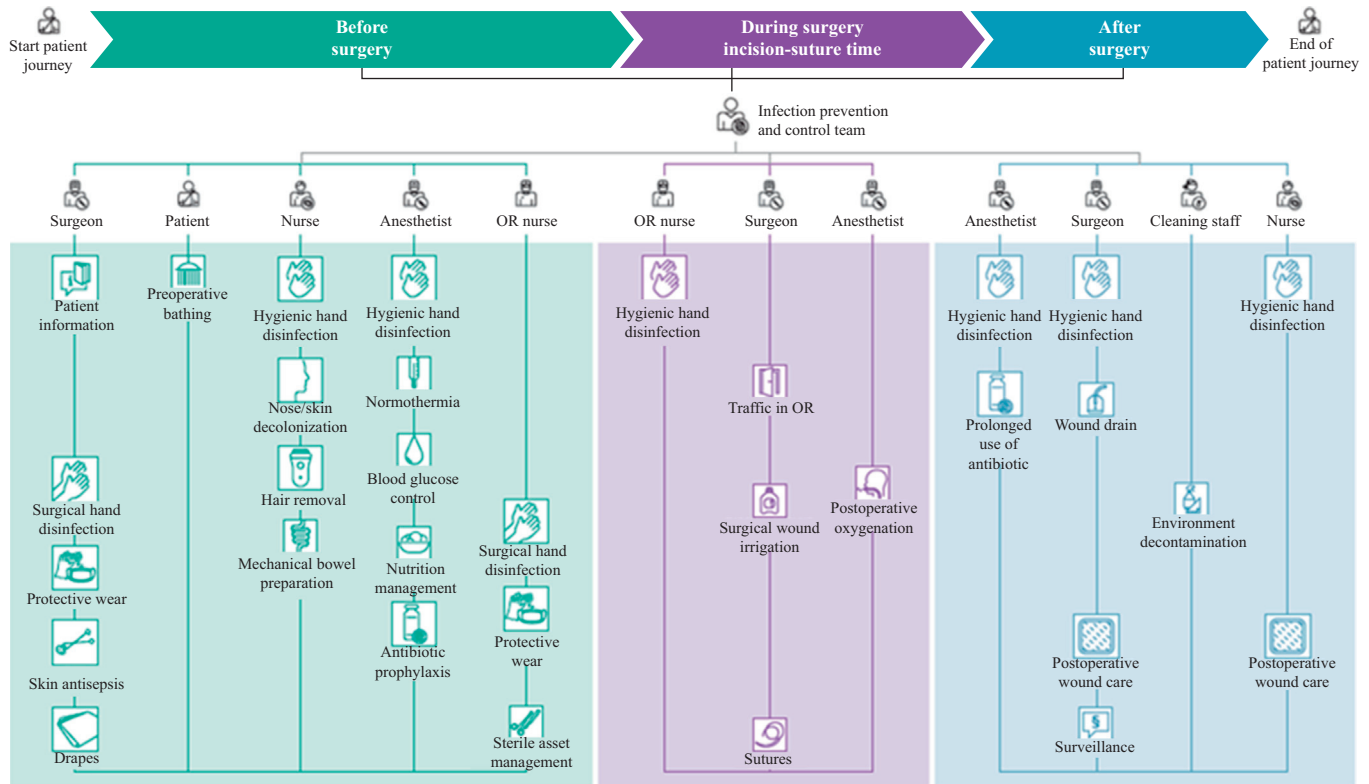 Start patient
journey
Before
surgery
During surgery
incision-suture time
After
surgery
End of
patient journey
Infection prevention
and control team
Surgeon
Patient
Nurse
Anesthetist
OR nurse
OR nurse
Surgeon
Anesthetist
Anesthetist
Surgeon
Cleaning staff
Nurse
Patient
information
Surgical hand
disinfection
Protective wear
Skin antisepsis
Drapes
Preoperative
bathing
Hygienic hand
disinfection
Nose/skin
decolonization
Hair removal
Mechanical bowel
preparation
Hygienic hand
disinfection
Normothermia
Blood glucose
control
Nutrition
management
Antibiotic
prophylaxis
Surgical hand
disinfection
Protective
wear
Sterile asset
management
Hygienic hand
disinfection
Traffic in OR
Surgical wound
irrigation
Sutures
Postoperative
oxygenation
Hygienic hand
disinfection
Prolonged
use of
antibiotic
Hygienic hand
disinfection
Wound drain
Postoperative
wound care
§
Surveillance
Environment
decontamination
Hygienic hand
disinfection
Postoperative
wound care